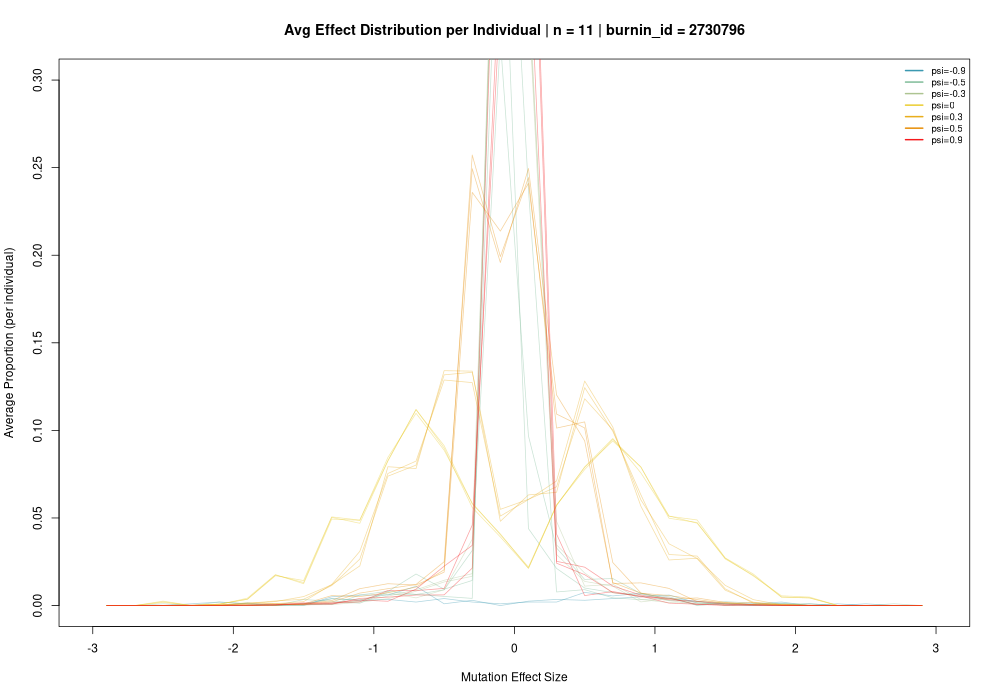 Avg Effect Distribution per Individual | n = 11 | burnin_id = 2730796
psi=-0.9
psi=-0.5
psi=-0.3
psi=0
psi=0.3
psi=0.5
psi=0.9
Average Proportion (per individual)
0.30
0.25
0.20
0.15
0.10
0.05
0.00
-3 -2 -1 0 1 2 3
Mutation Effect Size